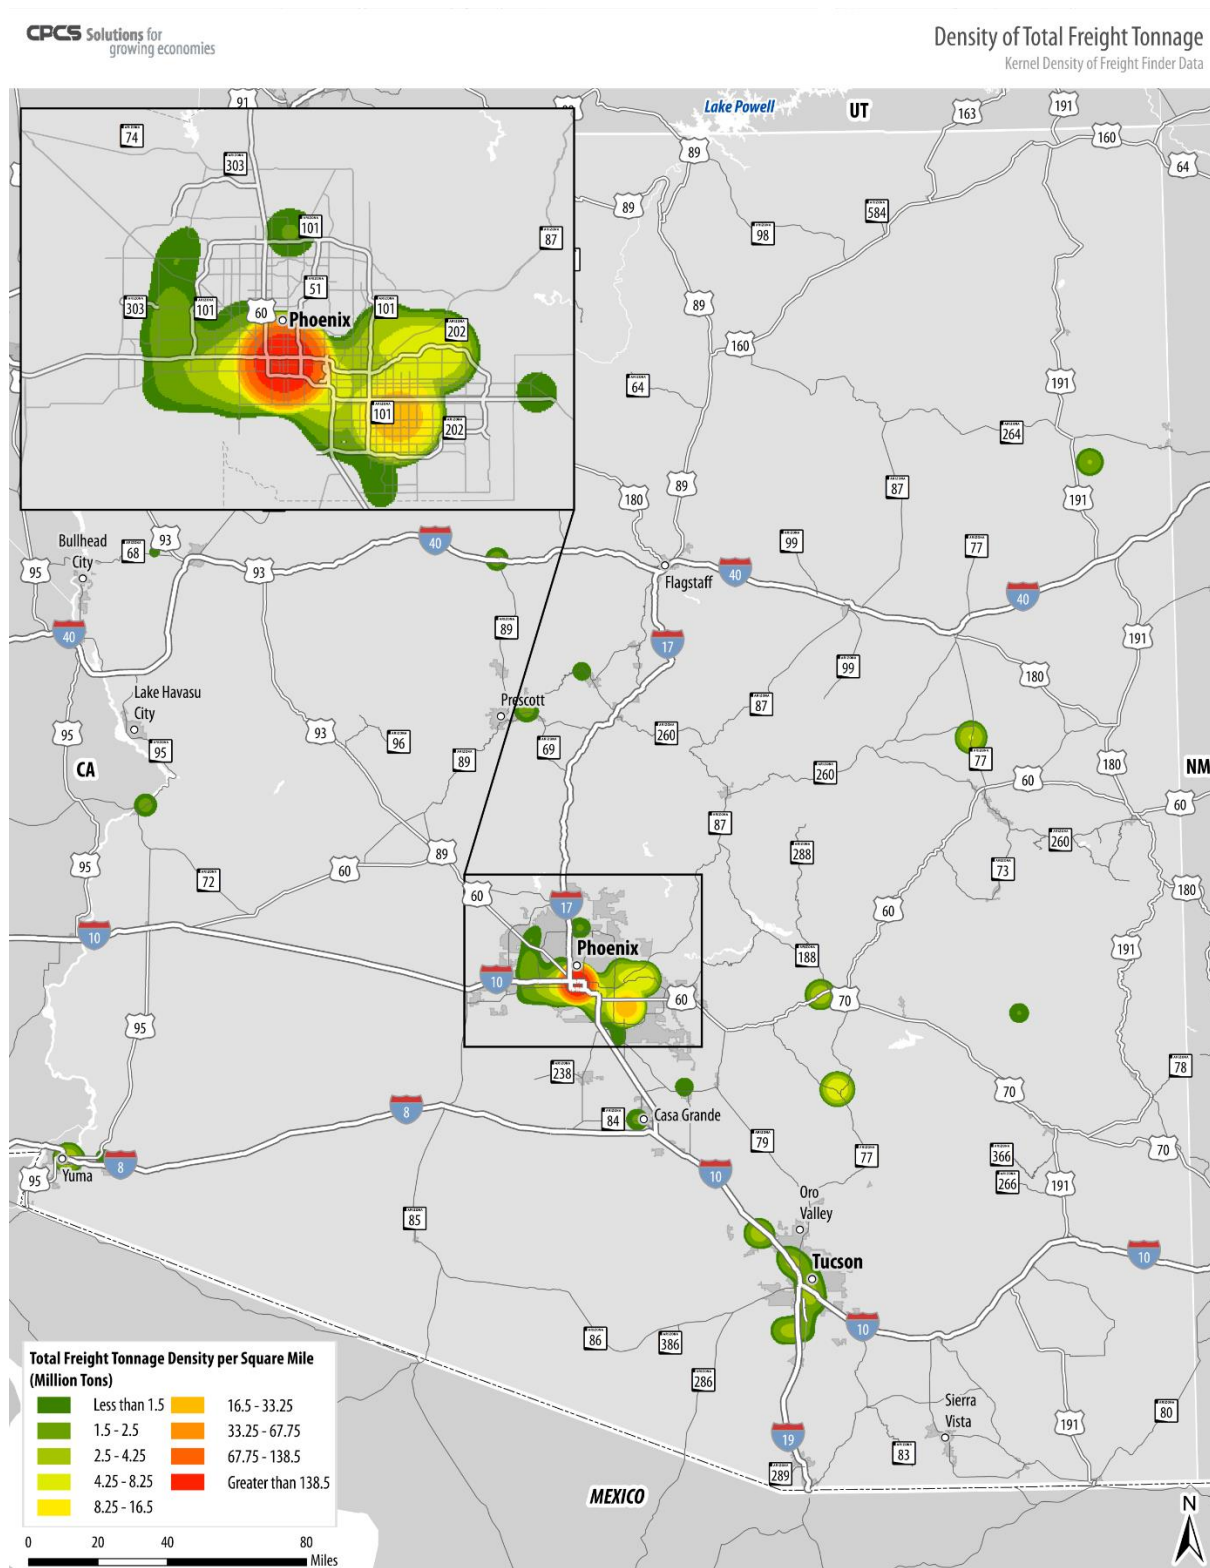 CPCS Solutions for
growing economies
Density of Total Freight Tonnage
Kernel Density of Freight Finder Data
91
Lake Powell
UT
163
191
160
64
74
303
89
89
584
98
87
101
51
303
101
60
Phoenix
101
202
101
202
89
160
64
191
264
87
191
180
89
Bullhead
City
68
93
95
93
40
99
77
Flagstaff
40
40
40
89
17
191
99
180
Lake Havasu
City
95
95
93
96
Prescott
69
89
87
260
260
77
180
60
NM
60
CA
95
72
60
89
87
288
260
73
180
60
17
60
10
Phoenix
10
188
60
70
191
95
238
8
84
Casa Grande
79
77
70
78
366
266
70
191
Yuma
95
8
10
Oro
Valley
85
Tucson
10
10
86
386
286
Sierra
Vista
80
191
19
83
289
MEXICO
Total Freight Tonnage Density per Square Mile
(Million Tons)
Less than 1.5
1.5 - 2.5
2.5 - 4.25
4.25 - 8.25
8.25 - 16.5
16.5 - 33.25
33.25 - 67.75
67.75 - 138.5
Greater than 138.5
0 20 40 80
Miles
N